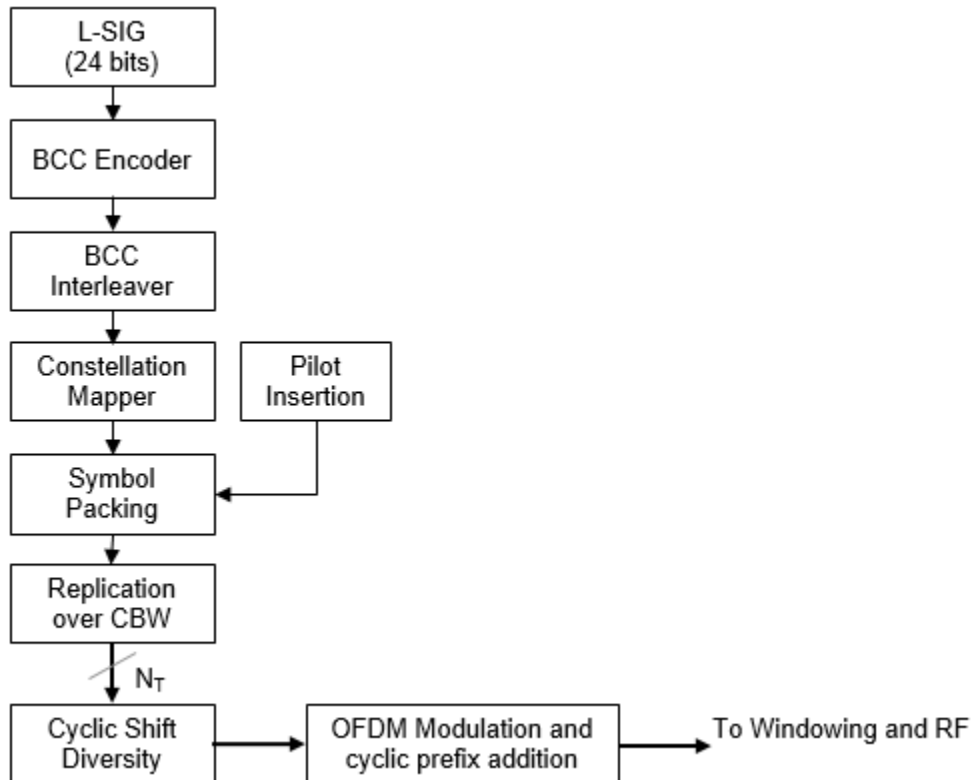 L-SIG
(24 bits)
BCC Encoder
BCC
Interleaver
Constellation
Mapper
Pilot
Insertion
Symbol
Packing
Replication
over CBW
N_T
Cyclic Shift
Diversity
OFDM Modulation and
cyclic prefix addition
To Windowing and RF